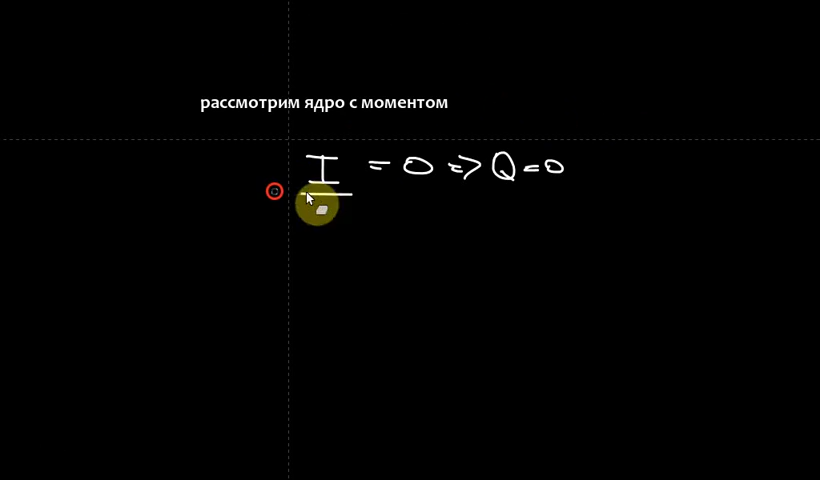 рассмотрим ядро с моментом
I = 0 => Q = 0